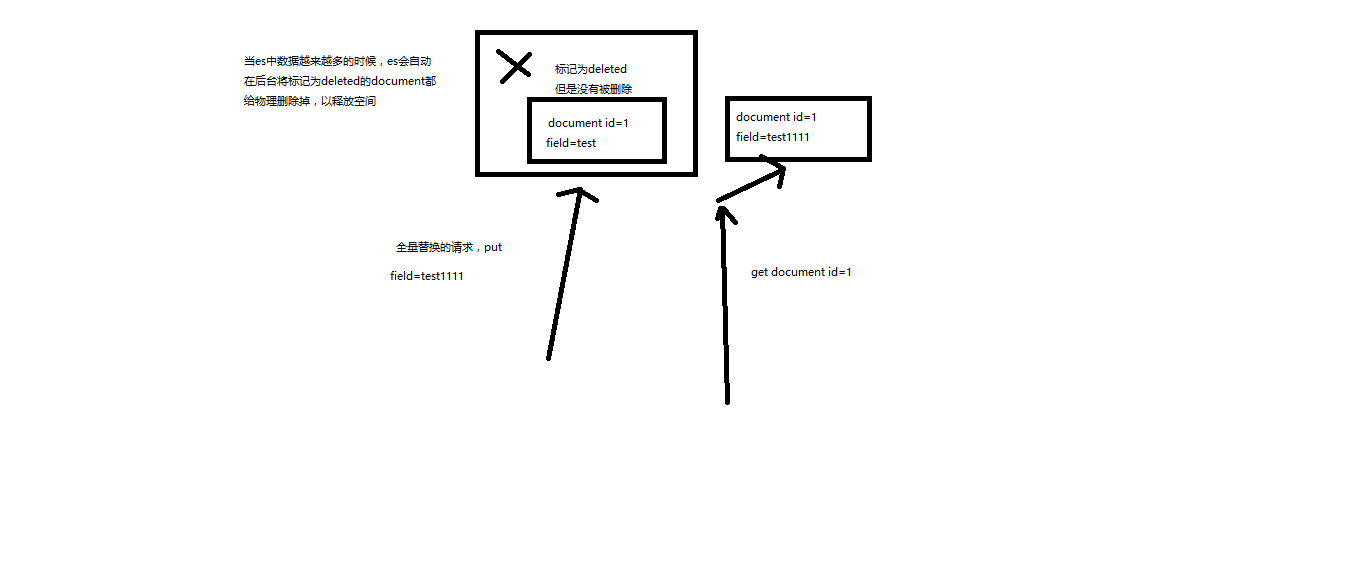 当es中数据越来越多的时候，es会自动
在后台将标记为deleted的document都
给物理删除掉，以释放空间
标记为deleted
但是没有被删除
document id=1
field=test
document id=1
field=test1111
全量替换的请求，put
field=test1111
get document id=1